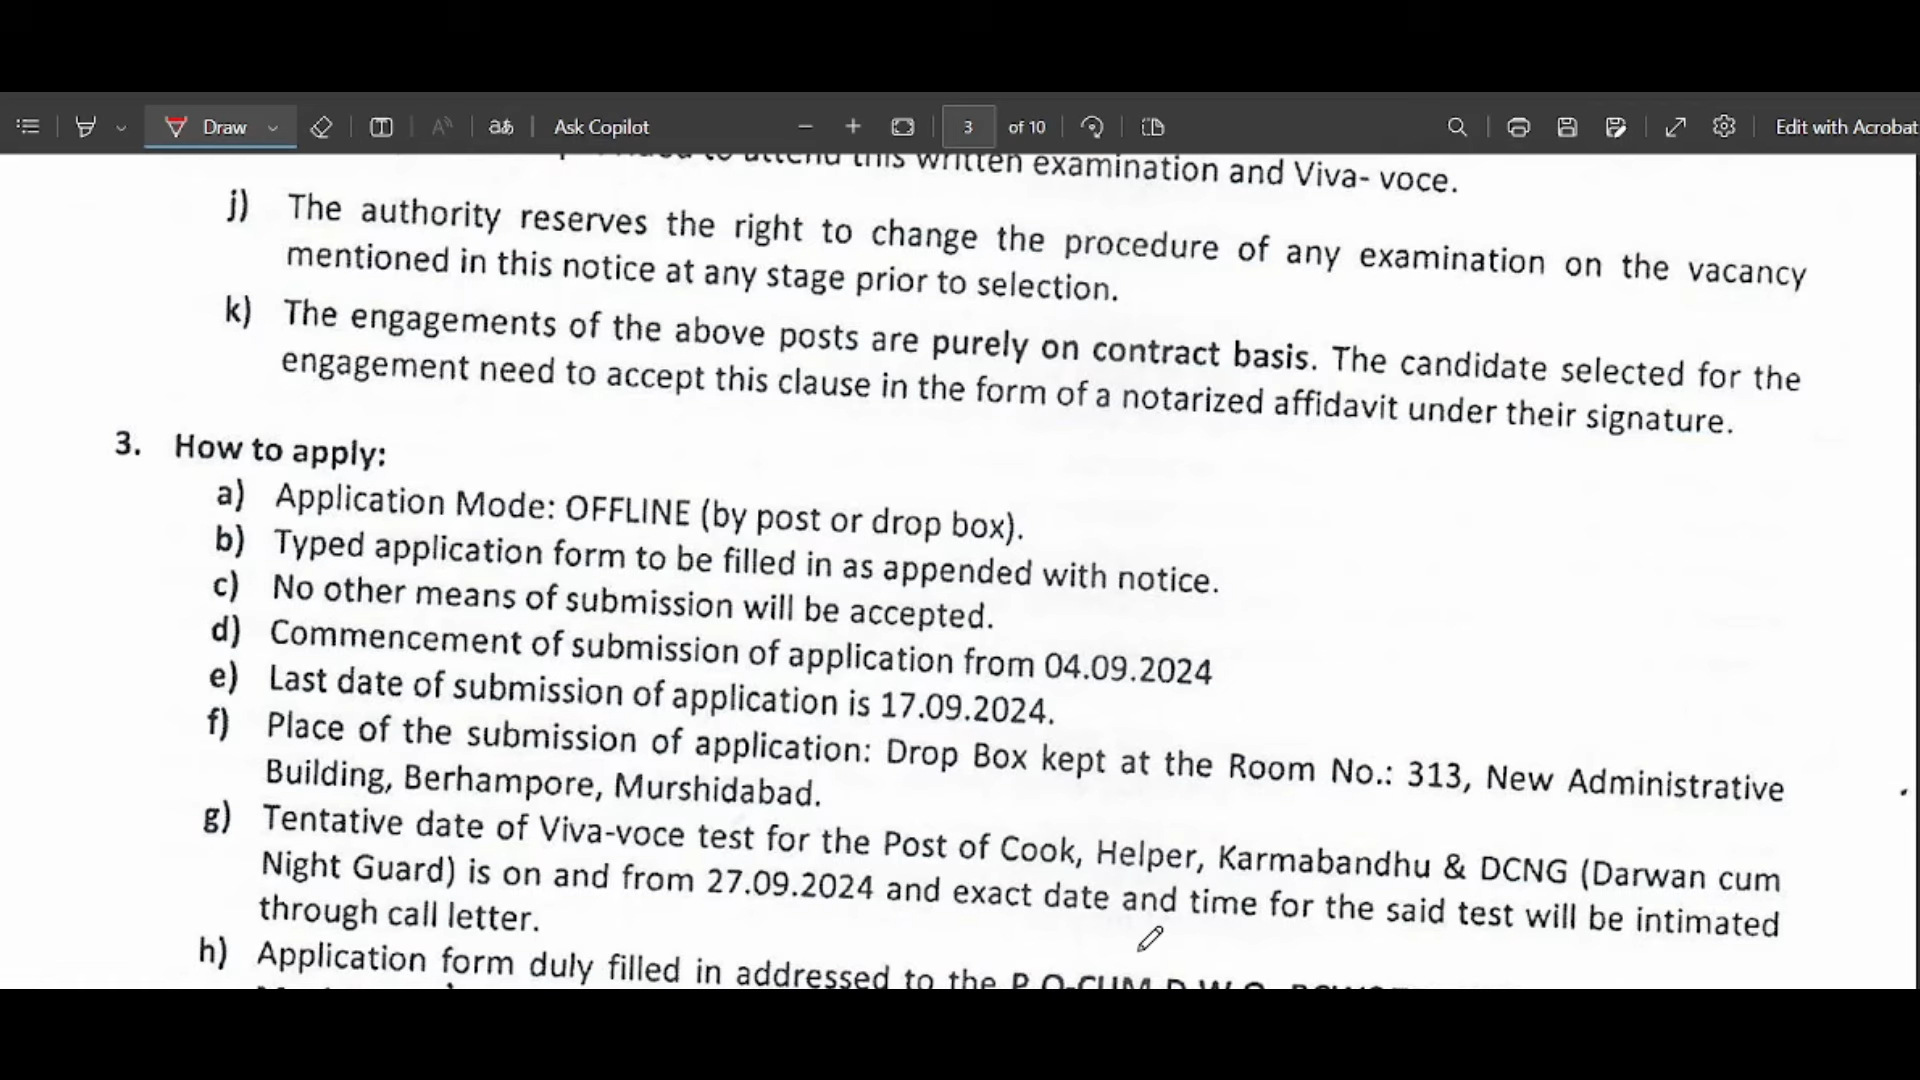 Draw
Ask Copilot
3 of 10
Edit with Acrobat
to attend this written examination and Viva- voce.
j) The authority reserves the right to change the procedure of any examination on the vacancy
mentioned in this notice at any stage prior to selection.
k) The engagements of the above posts are purely on contract basis. The candidate selected for the
engagement need to accept this clause in the form of a notarized affidavit under their signature.
3. How to apply:
a) Application Mode: OFFLINE (by post or drop box).
b) Typed application form to be filled in as appended with notice.
c) No other means of submission will be accepted.
d) Commencement of submission of application from 04.09.2024
e) Last date of submission of application is 17.09.2024.
f) Place of the submission of application: Drop Box kept at the Room No.: 313, New Administrative
Building, Berhampore, Murshidabad.
g) Tentative date of Viva-voce test for the Post of Cook, Helper, Karmabandhu & DCNG (Darwan cum
Night Guard) is on and from 27.09.2024 and exact date and time for the said test will be intimated
through call letter.
h) Application form duly filled in addressed to the P.O-CUM-D.W.O,